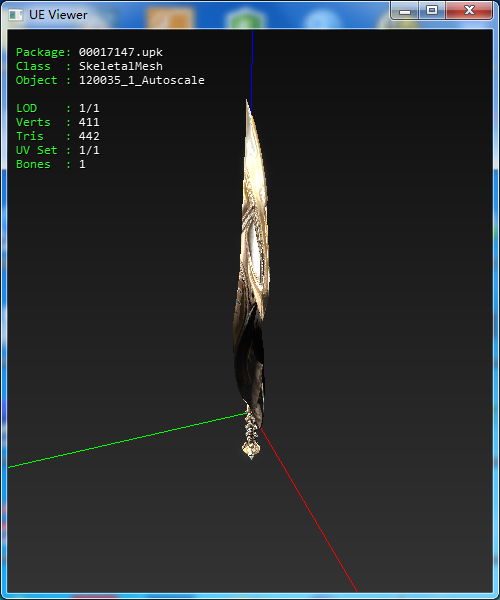 UE Viewer
Package: 00017147.upk
Class : SkeletalMesh
Object : 120035_1_Autoscale
LOD : 1/1
Verts : 411
Tris : 442
UV Set : 1/1
Bones : 1